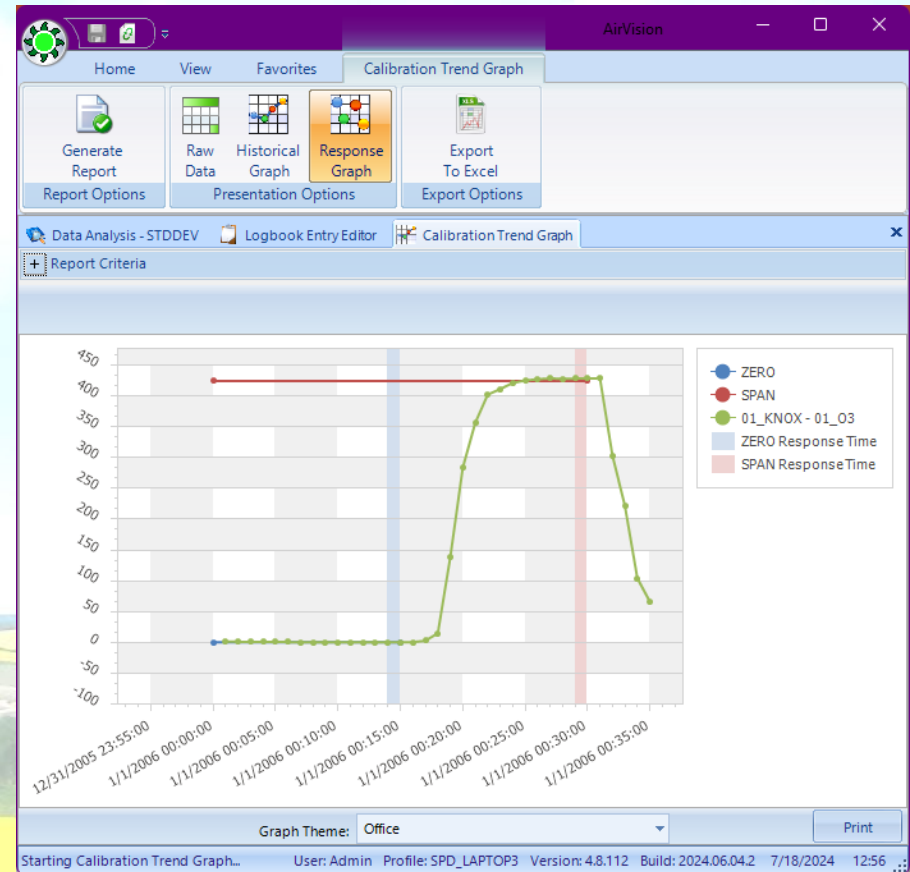 AirVision
Home View Favorites Calibration Trend Graph
Generate Report
Raw Data
Historical Graph
Response Graph
Export To Excel
Report Options Presentation Options Export Options
Data Analysis - STDDEV Logbook Entry Editor Calibration Trend Graph
+ Report Criteria
450
400
350
300
250
200
150
100
50
0
-50
-100
ZERO
SPAN
01_KNOX - 01_O3
ZERO Response Time
SPAN Response Time
12/31/2005 23:55:00
1/1/2006 00:00:00
1/1/2006 00:05:00
1/1/2006 00:10:00
1/1/2006 00:15:00
1/1/2006 00:20:00
1/1/2006 00:25:00
1/1/2006 00:30:00
1/1/2006 00:35:00
Graph Theme: Office Print
Starting Calibration Trend Graph... User: Admin Profile: SPD_LAPTOP3 Version: 4.8.112 Build: 2024.06.04.2 7/18/2024 12:56